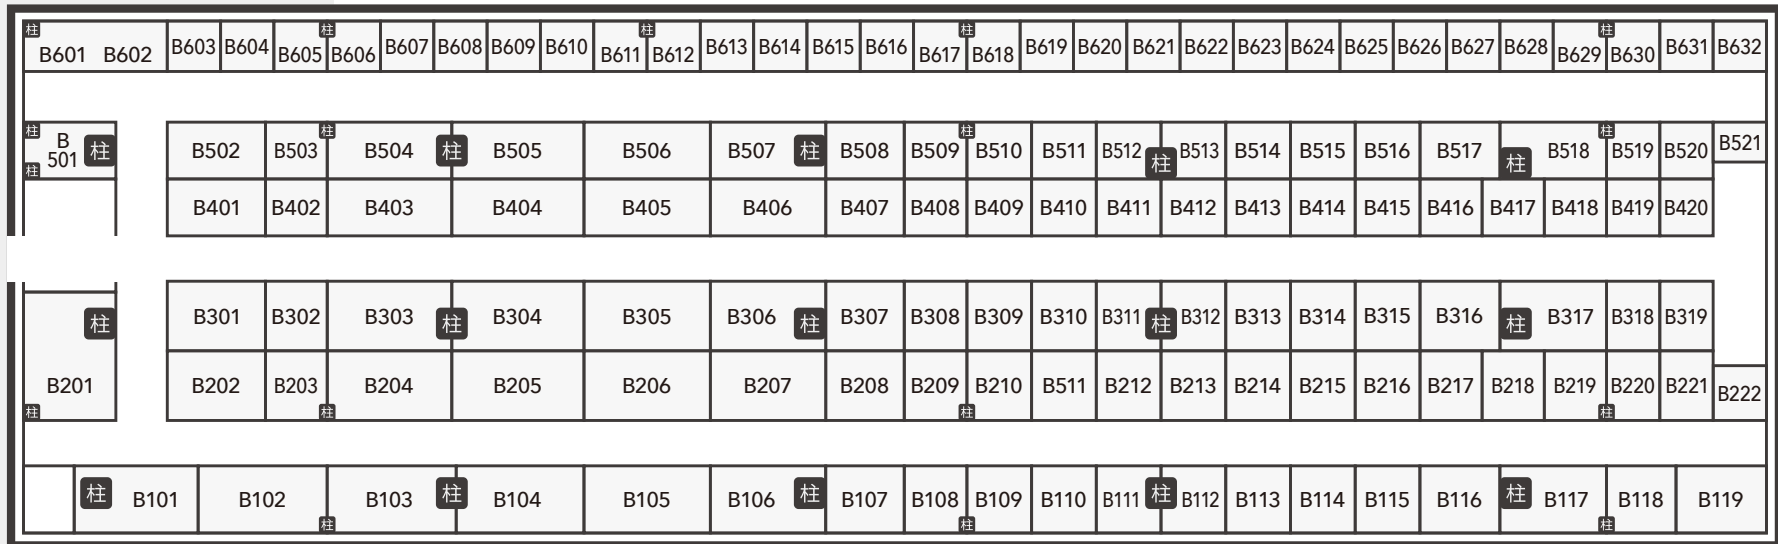 柱 柱 柱 柱 柱
B601 B602 B603 B604 B605 B606 B607 B608 B609 B610 B611 B612 B613 B614 B615 B616 B617 B618 B619 B620 B621 B622 B623 B624 B625 B626 B627 B628 B629 B630 B631 B632
柱 柱 柱 柱
B
501 柱 B502 B503 B504 柱 B505 B506 B507 柱 B508 B509 B510 B511 B512 柱 B513 B514 B515 B516 B517 柱 B518 B519 B520 B521
柱
B401 B402 B403 B404 B405 B406 B407 B408 B409 B410 B411 B412 B413 B414 B415 B416 B417 B418 B419 B420
柱 B301 B302 B303 柱 B304 B305 B306 柱 B307 B308 B309 B310 B311 柱 B312 B313 B314 B315 B316 柱 B317 B318 B319
B201 B202 B203 B204 B205 B206 B207 B208 B209 B210 B511 B212 B213 B214 B215 B216 B217 B218 B219 B220 B221 B222
柱 柱 柱 柱
柱 B101 B102 B103 柱 B104 B105 B106 柱 B107 B108 B109 B110 B111 柱 B112 B113 B114 B115 B116 柱 B117 B118 B119
柱 柱 柱